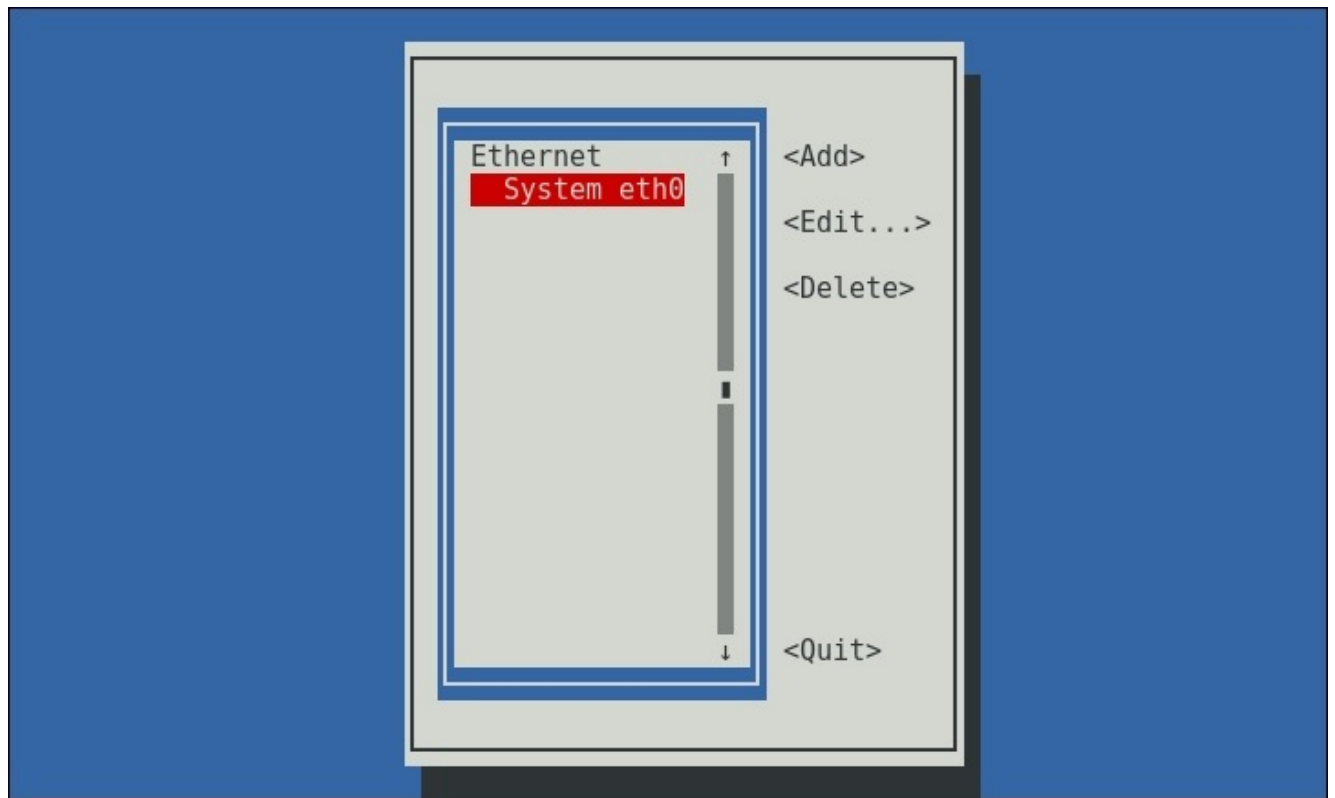 Ethernet
System eth0
<Add>
<Edit...>
<Delete>
<Quit>